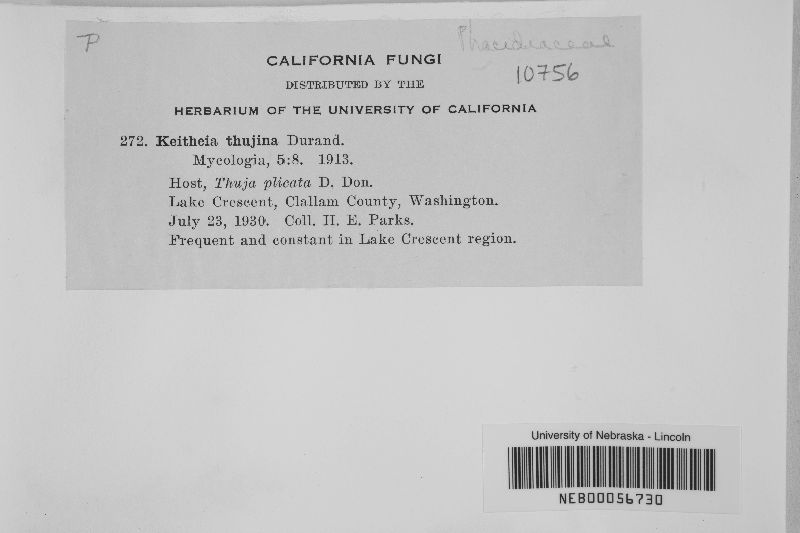 P
Phacidiaceae
CALIFORNIA FUNGI
10756
DISTRIBUTED BY THE
HERBARIUM OF THE UNIVERSITY OF CALIFORNIA
272. Keitheia thujina Durand.
Mycologia, 5:8. 1913.
Host, Thuja plicata D. Don.
Lake Crescent, Clallam County, Washington.
July 23, 1930. Coll. H. E. Parks.
Frequent and constant in Lake Crescent region.
University of Nebraska - Lincoln
NEB00056730